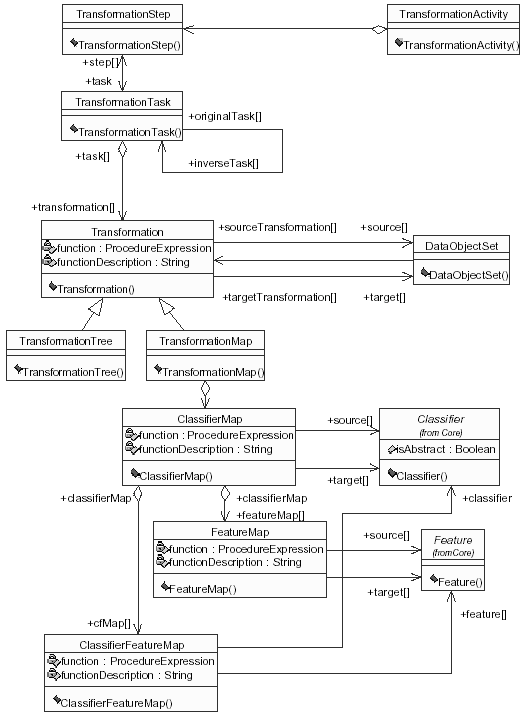 TransformationStep
TransformationActivity
TransformationStep()
TransformationActivity()
+step[]
+task
TransformationTask
+originalTask[]
TransformationTask()
+task[]
+inverseTask[]
+transformation[]
Transformation
+sourceTransformation[]
+source[]
function : ProcedureExpression
functionDescription : String
DataObjectSet
DataObjectSet()
Transformation()
+targetTransformation[]
+target[]
TransformationTree
TransformationMap
TransformationTree()
TransformationMap()
ClassifierMap
+source[]
Classifier
(from Core)
function : ProcedureExpression
functionDescription : String
isAbstract : Boolean
ClassifierMap()
+target[]
Classifier()
+classifierMap
+classifierMap
+classifier
+featureMap[]
FeatureMap
+source[]
Feature
(fromCore)
function : ProcedureExpression
functionDescription : String
Feature()
FeatureMap()
+target[]
+feature[]
+cfMap[]
ClassifierFeatureMap
function : ProcedureExpression
functionDescription : String
ClassifierFeatureMap()